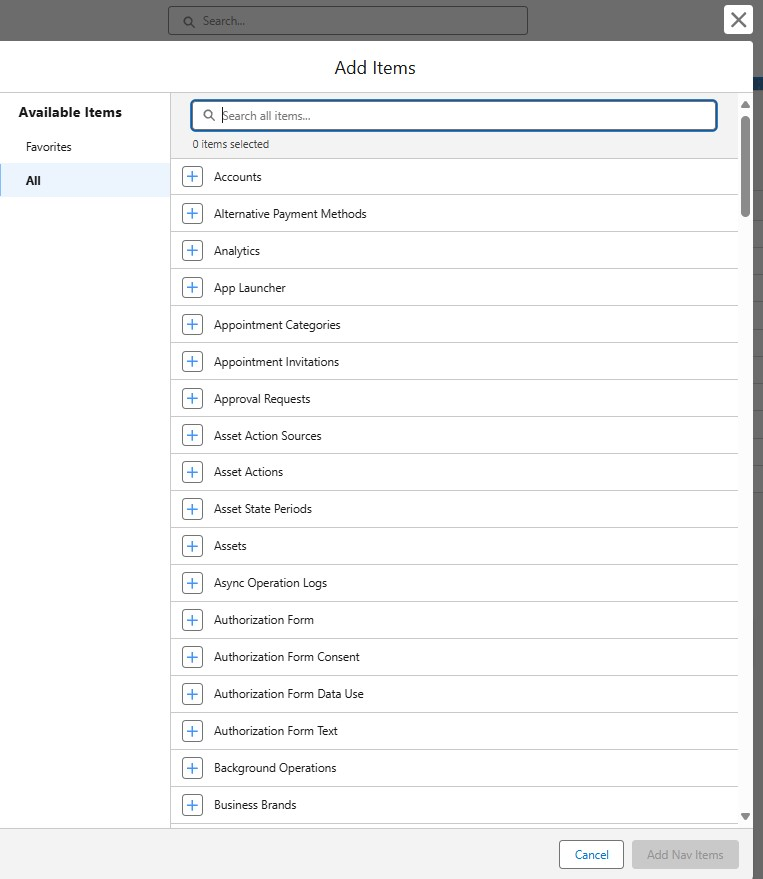 Search...
Add Items
Available Items
Favorites
All
Search all items...
0 items selected
Accounts
Alternative Payment Methods
Analytics
App Launcher
Appointment Categories
Appointment Invitations
Approval Requests
Asset Action Sources
Asset Actions
Asset State Periods
Assets
Async Operation Logs
Authorization Form
Authorization Form Consent
Authorization Form Data Use
Authorization Form Text
Background Operations
Business Brands
Cancel
Add Nav Items